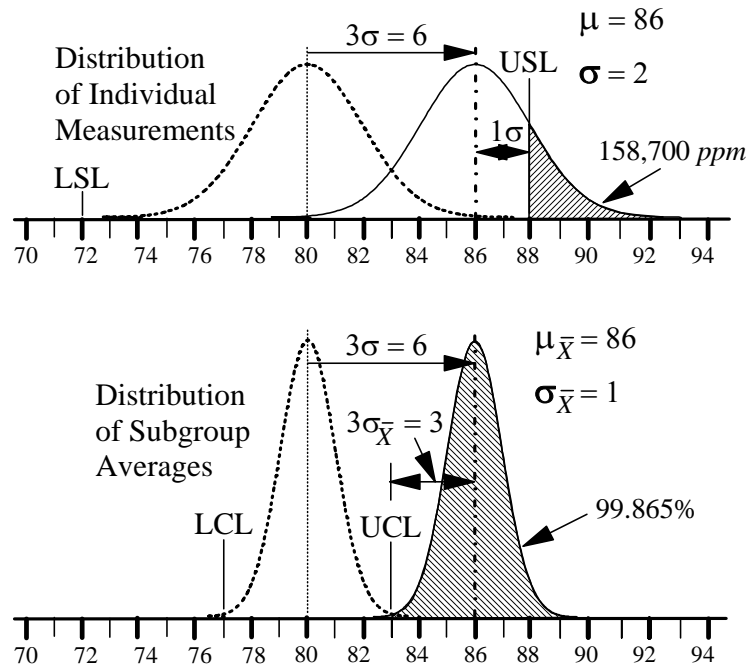 3σ = 6
μ = 86
σ = 2
Distribution
of Individual
Measurements
USL
1σ
158,700 ppm
LSL
70 72 74 76 78 80 82 84 86 88 90 92 94
3σ = 6
μX̄ = 86
σX̄ = 1
Distribution
of Subgroup
Averages
3σX̄ = 3
LCL
UCL
99.865%
70 72 74 76 78 80 82 84 86 88 90 92 94